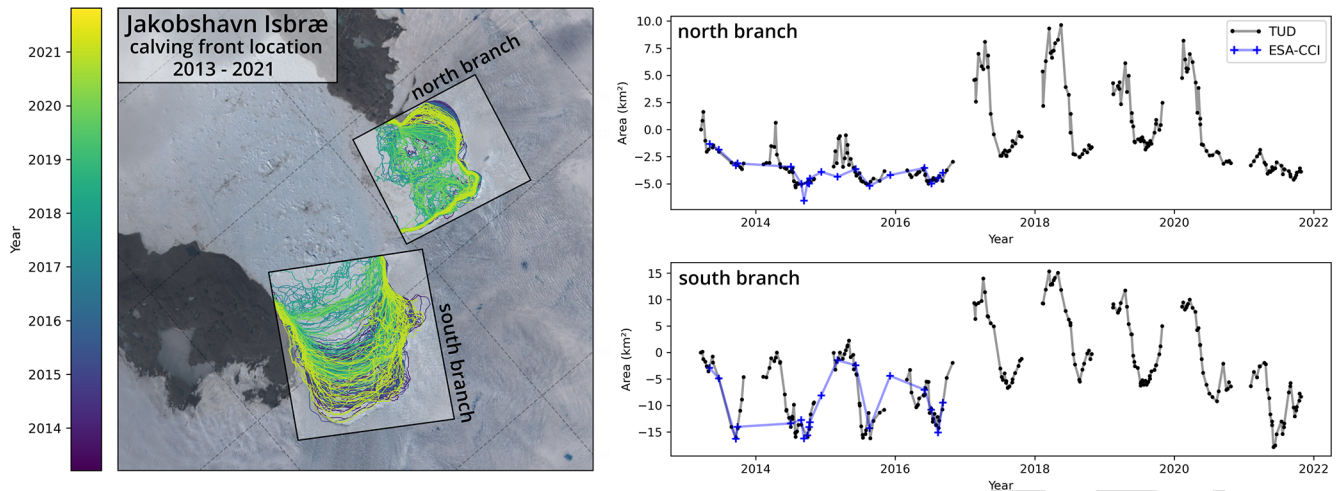 Jakobshavn Isbræ
calving front location
2013 - 2021
north branch
south branch
Year
2021
2020
2019
2018
2017
2016
2015
2014
north branch
TUD
ESA-CCI
Area (km²)
10.0
7.5
5.0
2.5
0.0
−2.5
−5.0
2014 2016 2018 2020 2022
Year
south branch
Area (km²)
15
10
5
0
−5
−10
−15
2014 2016 2018 2020 2022
Year